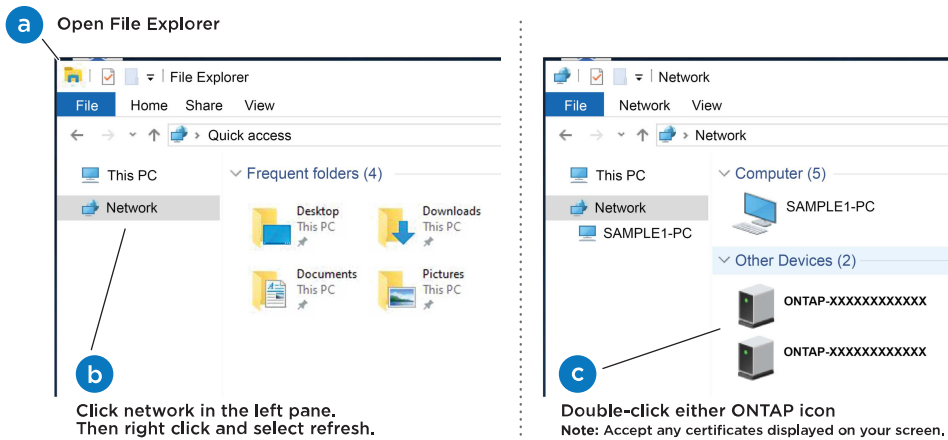 a
Open File Explorer
File Explorer
File Home Share View
Quick access
This PC
Network
Frequent folders (4)
Desktop
This PC
Downloads
This PC
Documents
This PC
Pictures
This PC
b
Click network in the left pane.
Then right click and select refresh.
Network
File Network View
Network
This PC
Network
SAMPLE1-PC
Computer (5)
SAMPLE1-PC
Other Devices (2)
ONTAP-XXXXXXXXXXXX
ONTAP-XXXXXXXXXXXX
c
Double-click either ONTAP icon
Note: Accept any certificates displayed on your screen.